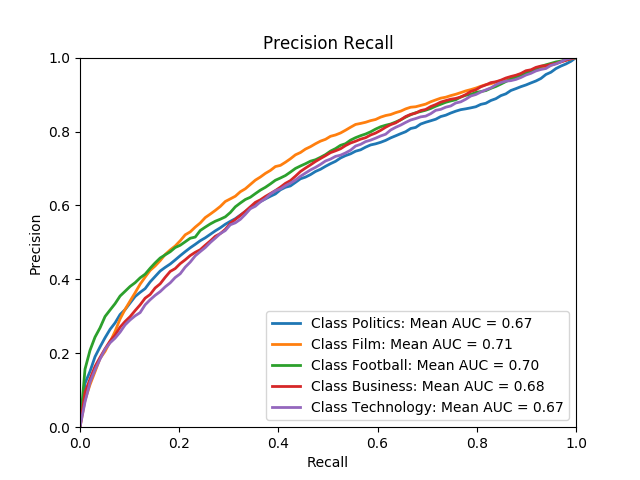 Precision Recall
Precision
1.0
0.8
0.6
0.4
0.2
0.0
Class Politics: Mean AUC = 0.67
Class Film: Mean AUC = 0.71
Class Football: Mean AUC = 0.70
Class Business: Mean AUC = 0.68
Class Technology: Mean AUC = 0.67
0.0 0.2 0.4 0.6 0.8 1.0
Recall